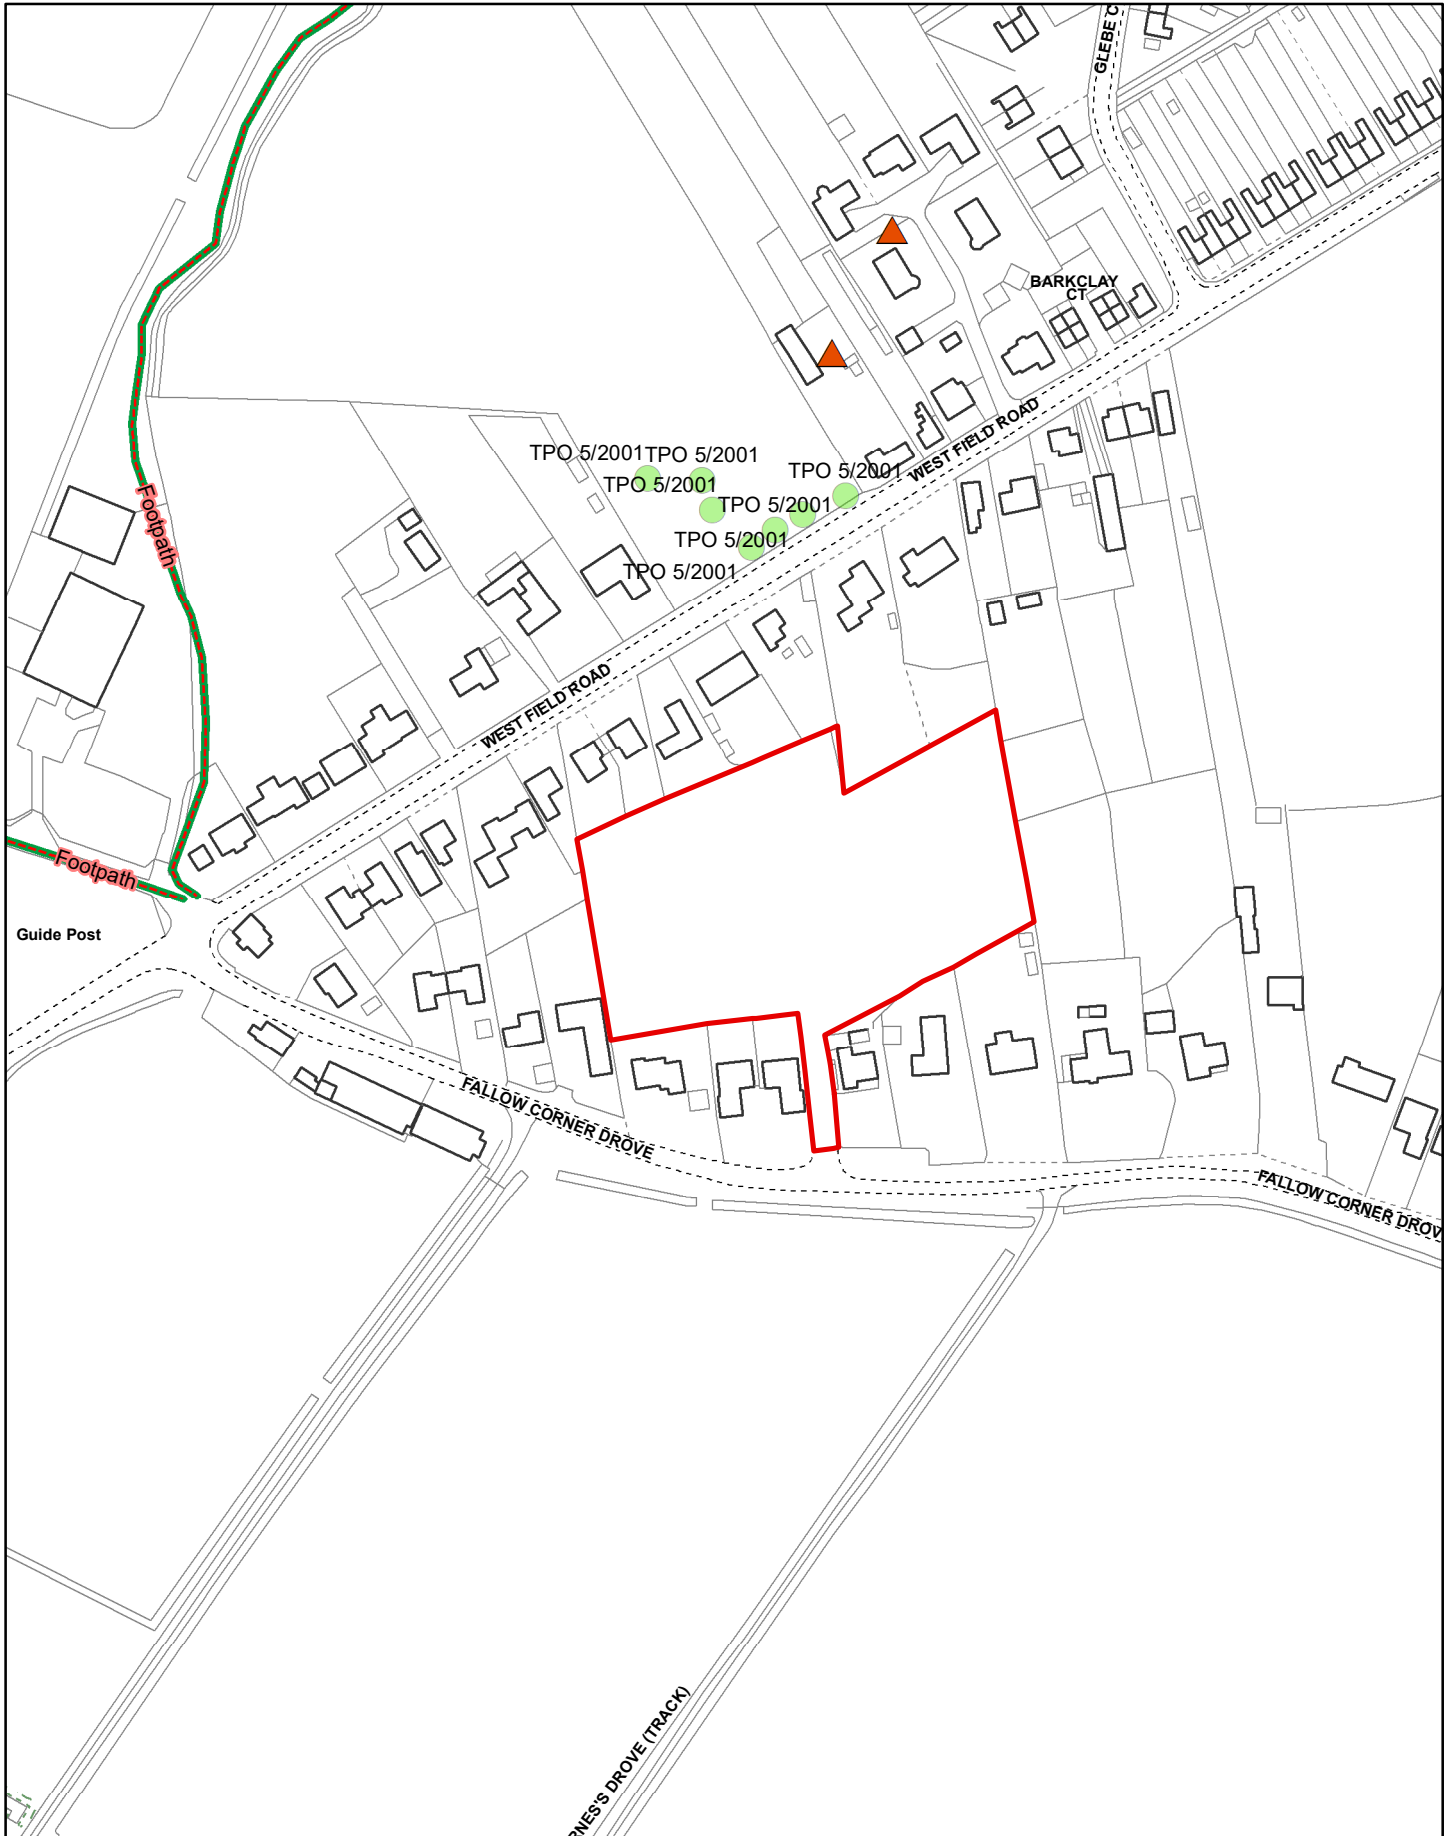 GLEBE C
BARKCLAY
CT
WEST FIELD ROAD
TPO 5/2001
TPO 5/2001
TPO 5/2001
TPO 5/2001
TPO 5/2001
TPO 5/2001
TPO 5/2001
Footpath
WEST FIELD ROAD
Footpath
Guide Post
FALLOW CORNER DROVE
FALLOW CORNER DROV
RNES'S DROVE (TRACK)